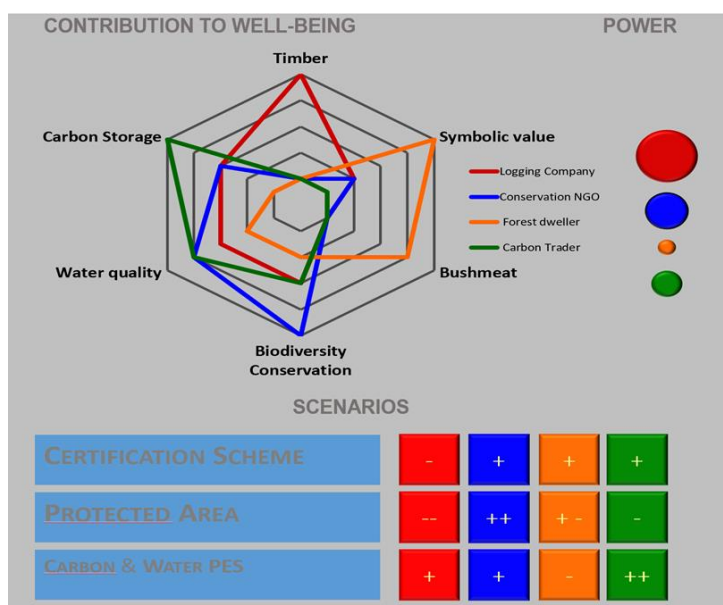 CONTRIBUTION TO WELL-BEING
POWER
Timber
Carbon Storage
Symbolic value
Logging Company
Conservation NGO
Forest dweller
Carbon Trader
Water quality
Bushmeat
Biodiversity
Conservation
SCENARIOS
CERTIFICATION SCHEME
- + + +
PROTECTED AREA
-- ++ + - -
CARBON & WATER PES
+ + - ++